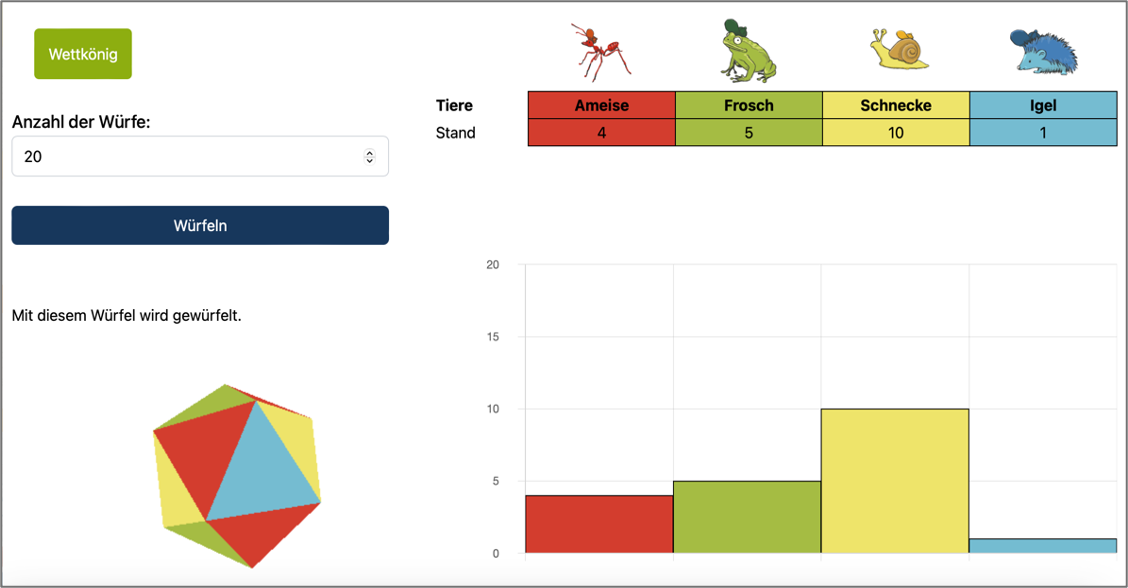 Wettkönig
Anzahl der Würfe:
20
Würfeln
Mit diesem Würfel wird gewürfelt.
Tiere Ameise Frosch Schnecke Igel
Stand 4 5 10 1
20
15
10
5
0